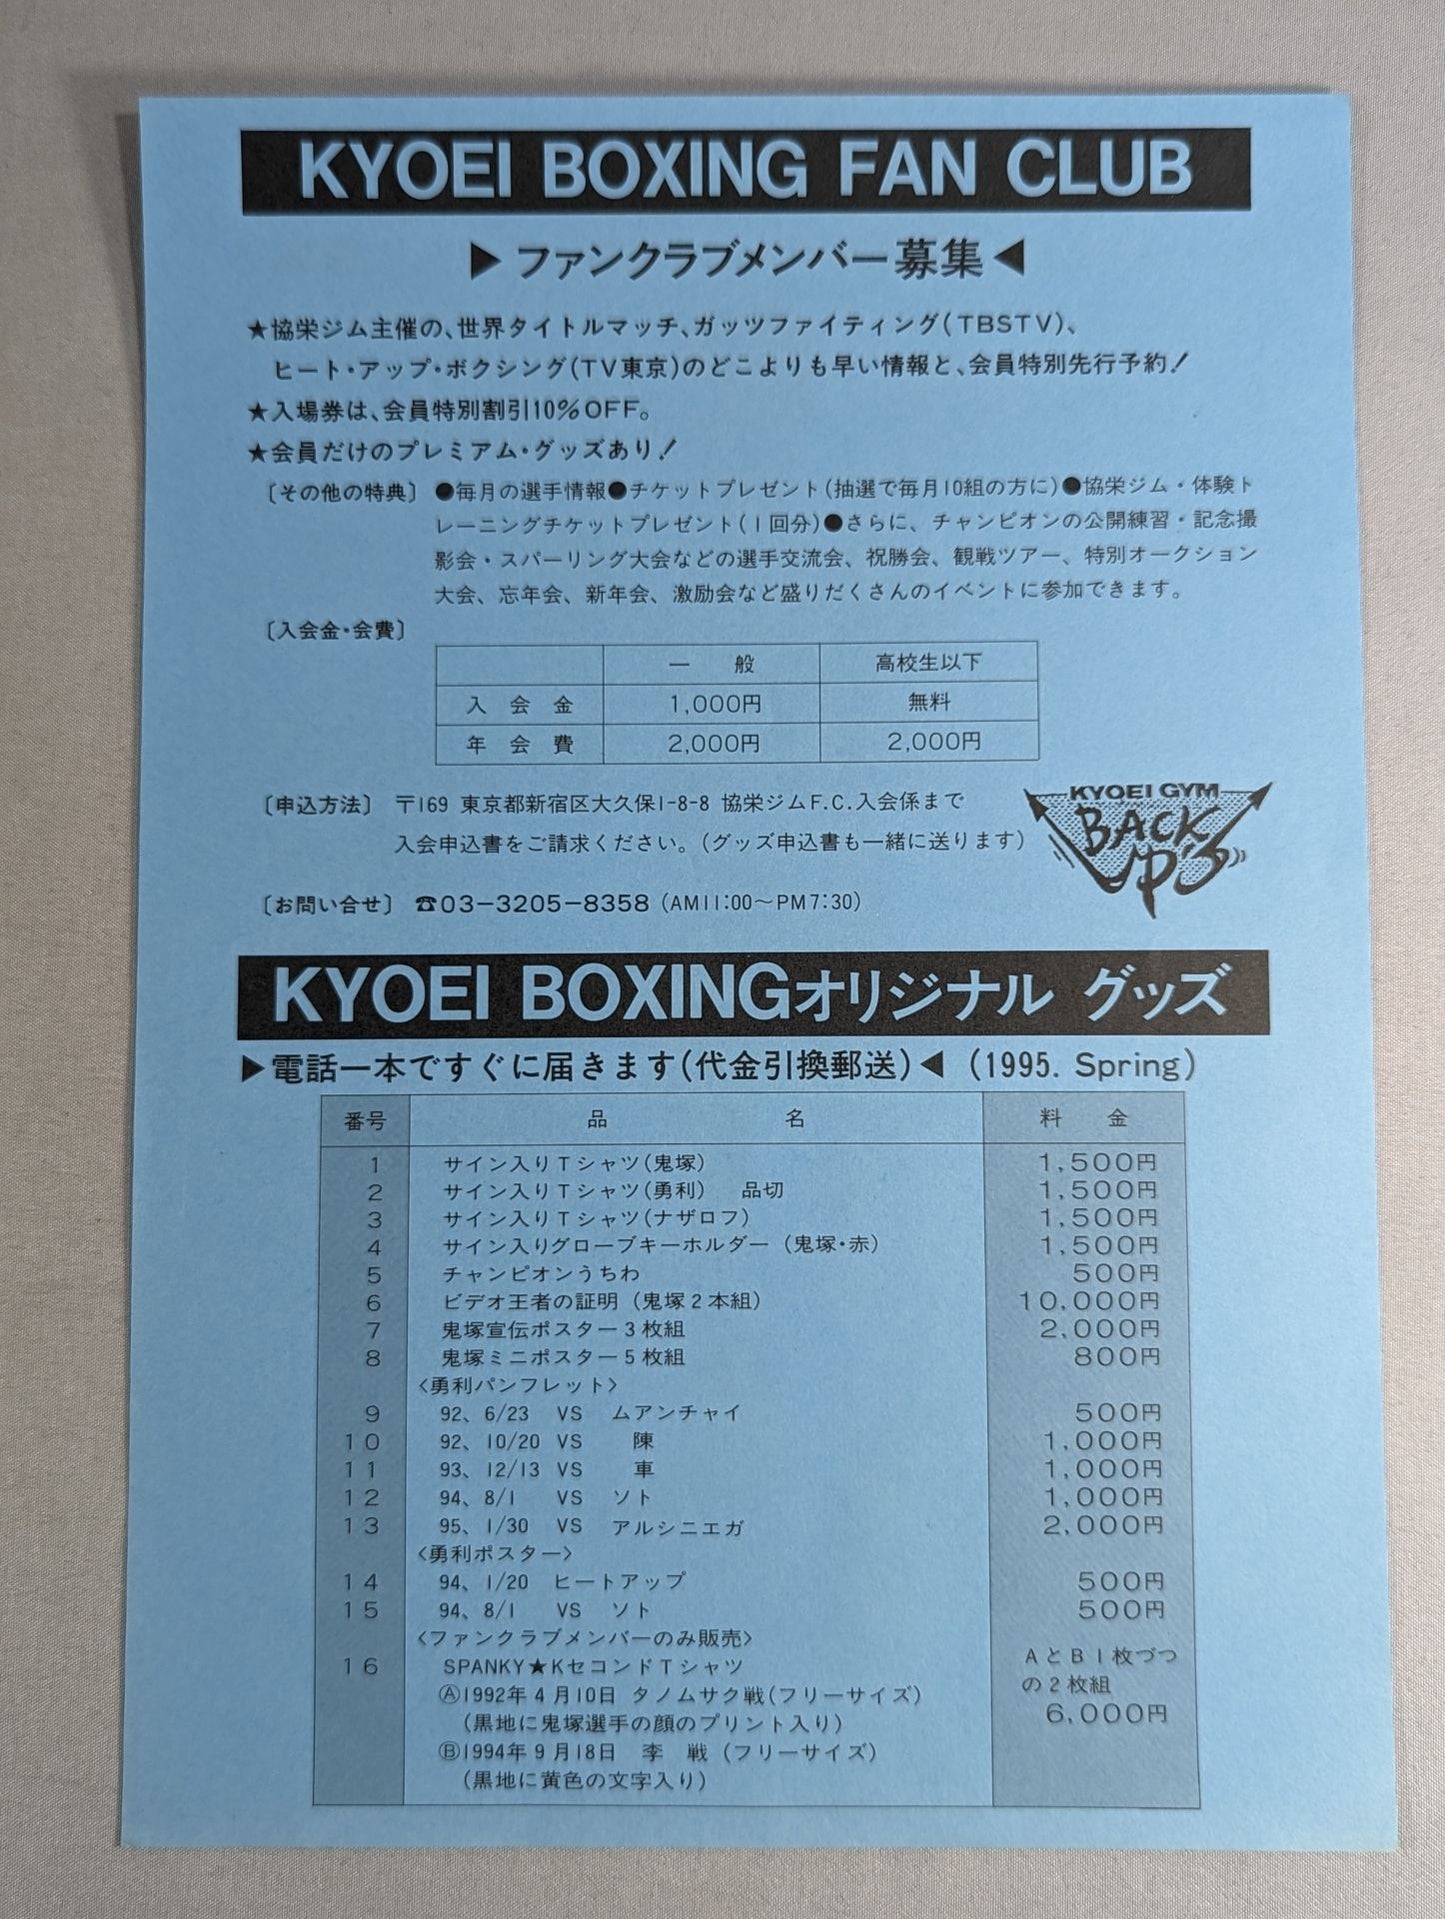 KYOEI BOXING FAN CLUB
▶ファンクラブメンバー募集◀
★協栄ジム主催の、世界タイトルマッチ、ガッツファイティング(TBSTV)、
ヒート・アップ・ボクシング(TV東京)のどこよりも早い情報と、会員特別先行予約!
★入場券は、会員特別割引10%OFF。
★会員だけのプレミアム・グッズあり!
〔その他の特典〕 ●毎月の選手情報●チケットプレゼント(抽選で毎月10組の方に)●協栄ジム・体験ト
レーニングチケットプレゼント(1回分)●さらに、チャンピオンの公開練習・記念撮
影会・スパーリング大会などの選手交流会、祝勝会、観戦ツアー、特別オークション
大会、忘年会、新年会、激励会など盛りだくさんのイベントに参加できます。
〔入会金・会費〕
一般 高校生以下
入会金 1,000円 無料
年会費 2,000円 2,000円
〔申込方法〕 〒169 東京都新宿区大久保1-8-8 協栄ジムF.C.入会係まで
入会申込書をご請求ください。(グッズ申込書も一緒に送ります)
KYOEI GYM
BACK
UP'S
〔お問い合せ〕 ☎03-3205-8358 (AM11:00～PM7:30)
KYOEI BOXINGオリジナル グッズ
▶電話一本ですぐに届きます(代金引換郵送)◀ (1995. Spring)
番号 品名 料金
1 サイン入りTシャツ(鬼塚) 1,500円
2 サイン入りTシャツ(勇利) 品切 1,500円
3 サイン入りTシャツ(ナザロフ) 1,500円
4 サイン入りグローブキーホルダー (鬼塚・赤) 1,500円
5 チャンピオンうちわ 500円
6 ビデオ王者の証明 (鬼塚2本組) 10,000円
7 鬼塚宣伝ポスター3枚組 2,000円
8 鬼塚ミニポスター5枚組 800円
<勇利パンフレット>
9 92、6/23 VS ムアンチャイ 500円
10 92、10/20 VS 陳 1,000円
11 93、12/13 VS 車 1,000円
12 94、8/1 VS ソト 1,000円
13 95、1/30 VS アルシニエガ 2,000円
<勇利ポスター>
14 94、1/20 ヒートアップ 500円
15 94、8/1 VS ソト 500円
<ファンクラブメンバーのみ販売>
16 SPANKY★KセコンドTシャツ AとB1枚づつ
Ⓐ1992年4月10日 タノムサク戦(フリーサイズ) の2枚組
(黒地に鬼塚選手の顔のプリント入り) 6,000円
Ⓑ1994年9月18日 李 戦 (フリーサイズ)
(黒地に黄色の文字入り)